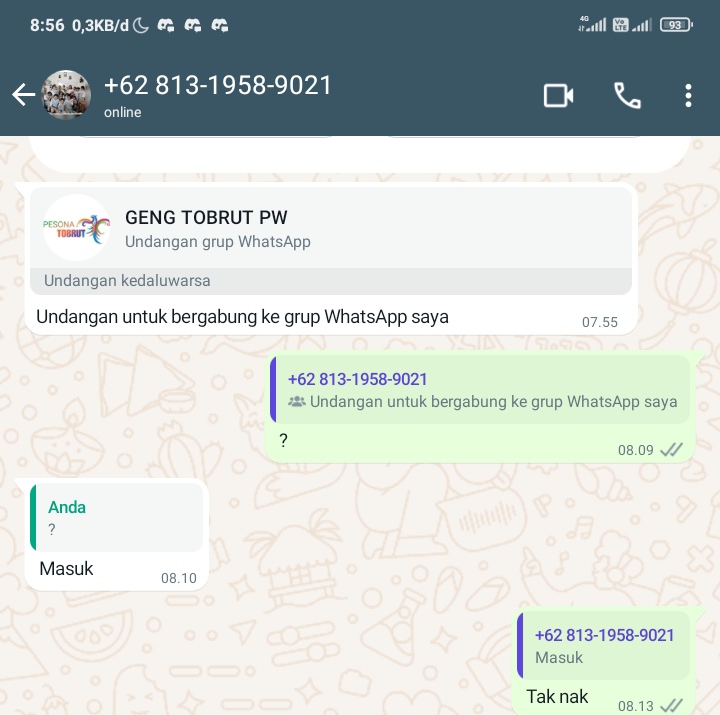 8:56 0,3KB/d
4G
Vo LTE
93
+62 813-1958-9021
online
PESONA
TOBRUT
GENG TOBRUT PW
Undangan grup WhatsApp
Undangan kedaluwarsa
Undangan untuk bergabung ke grup WhatsApp saya
07.55
+62 813-1958-9021
Undangan untuk bergabung ke grup WhatsApp saya
?
08.09
Anda
?
Masuk
08.10
+62 813-1958-9021
Masuk
Tak nak
08.13